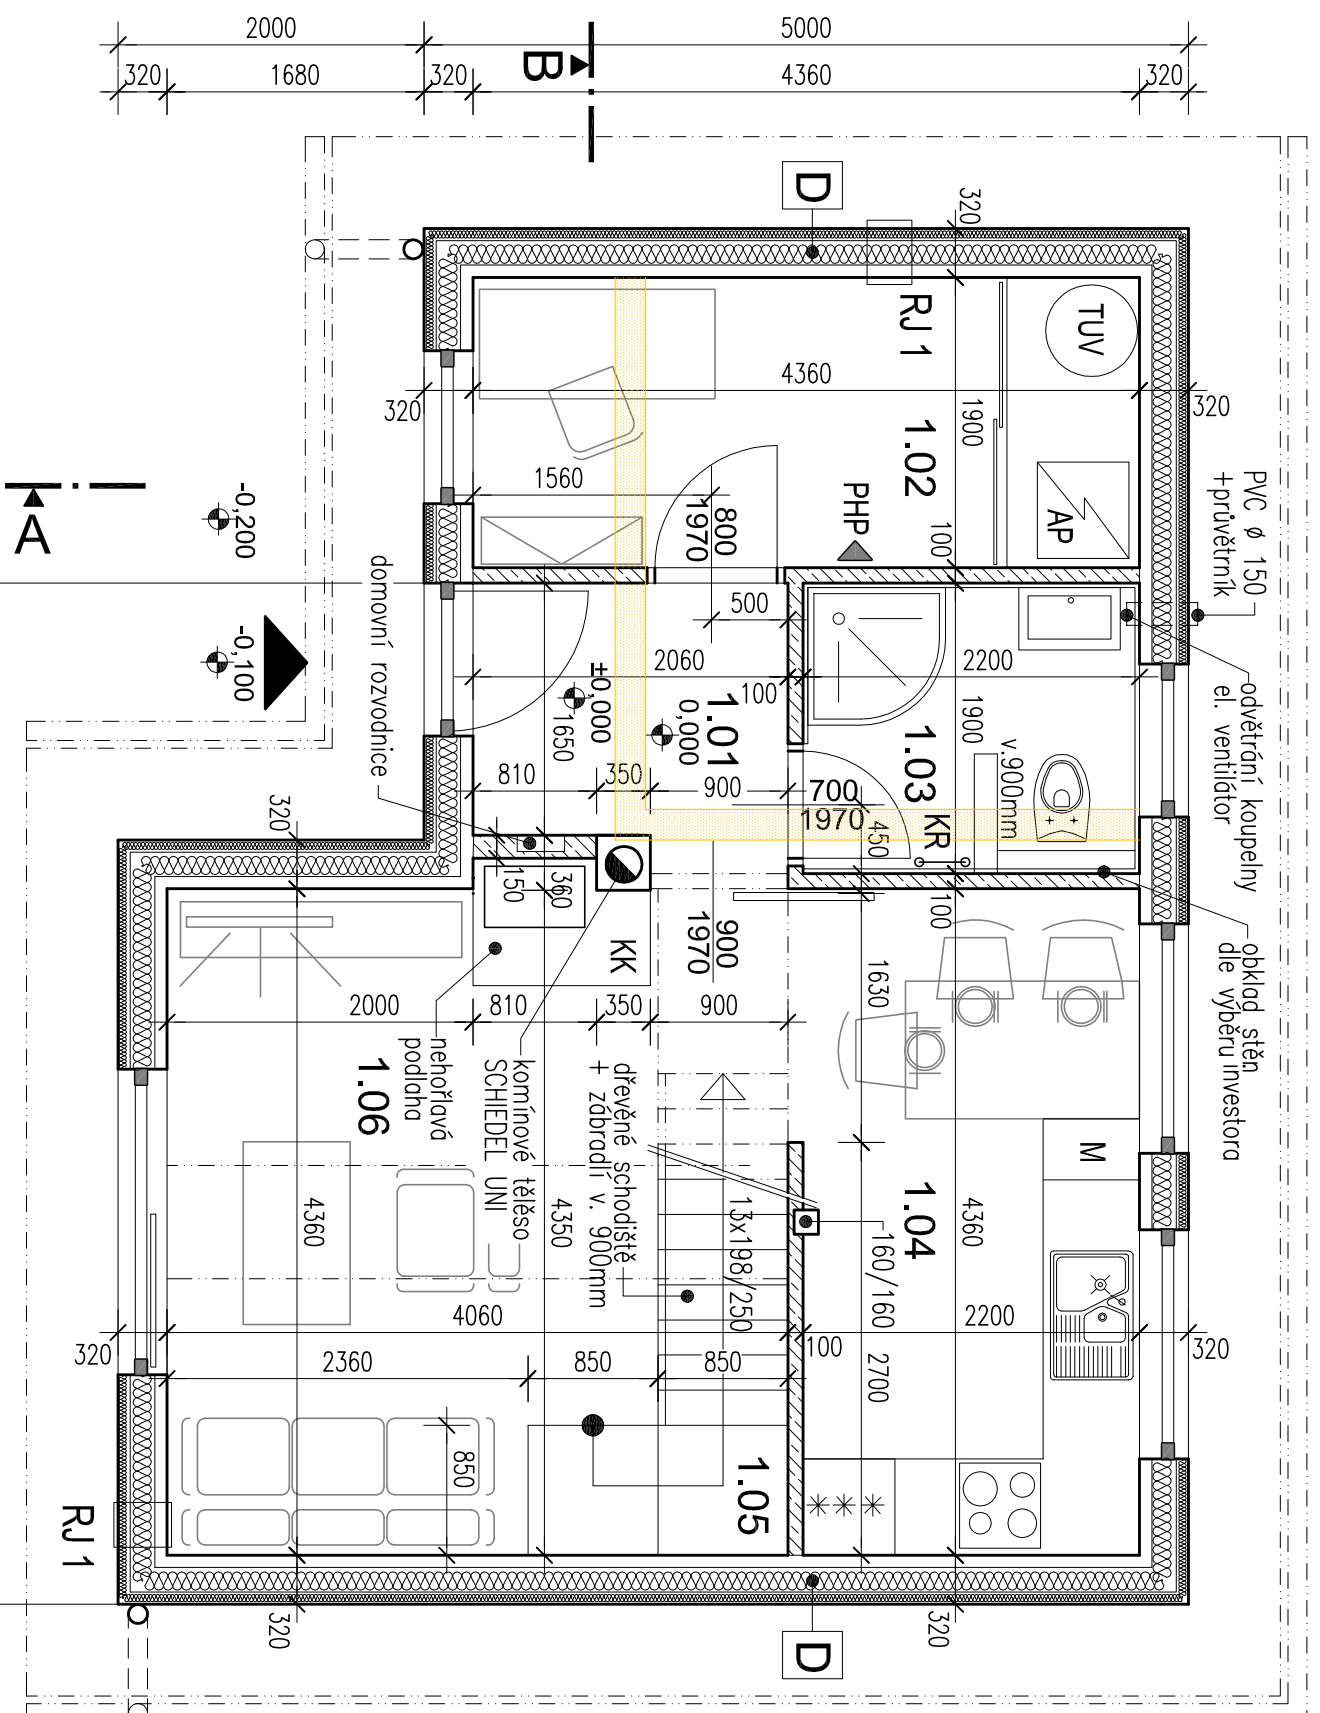 2000
5000
320
1680
320
4360
320
B
D
320
RJ 1
TUV
4360
320
320
1900
1.02
AP
PVC ø 150
+průvětrník
1560
800
1970
PHP
100
A
-0,200
-0,100
domovní rozvodnice
500
2060
100
2200
±0,000
0,000
1.01
1650
1900
1.03
v.900mm
odvětrání koupelny
el. ventilátor
810
350
900
700
1970
450
KR
320
150
360
KK
900
1970
100
obklad stěn
dle výběru investora
1630
2000
810
350
900
nehořlavá
podlaha
komínové těleso
SCHIEDEL UNI
dřevěné schodiště
+ zábradlí v. 900mm
1.06
M
4360
4350
13x198/250
160/160
1.04
4360
4060
100
2200
320
320
2360
850
850
2700
850
1.05
RJ 1
320
320
D